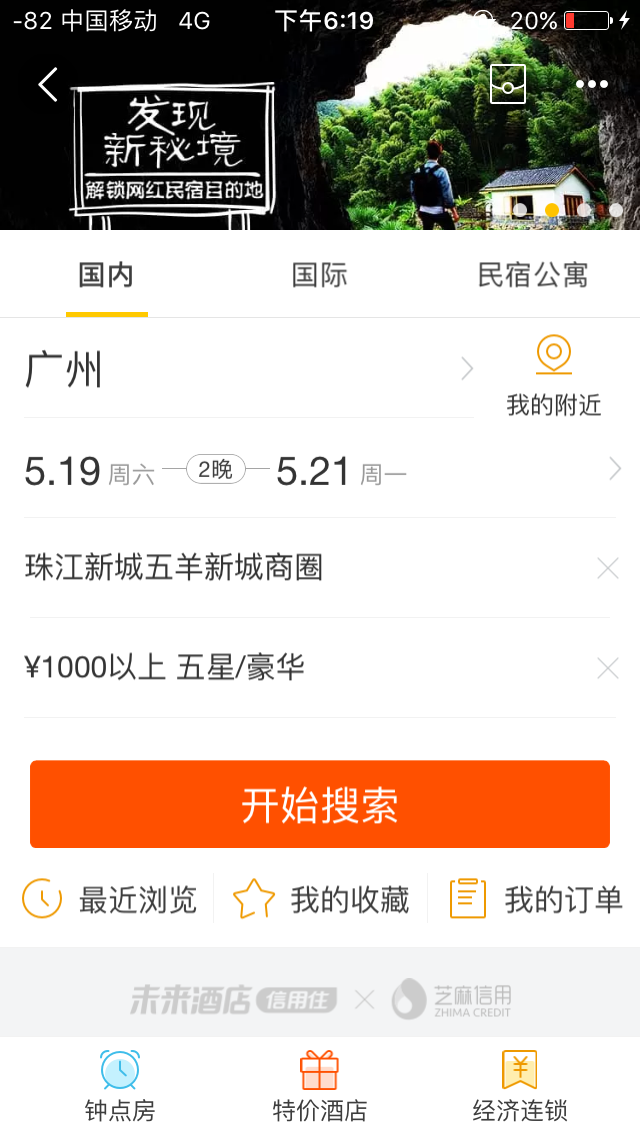 -82 中国移动 4G 下午6:19 20%
发现
新秘境
解锁网红民宿目的地
国内 国际 民宿公寓
广州
我的附近
5.19 周六 2晚 5.21 周一
珠江新城五羊新城商圈
¥1000以上 五星/豪华
开始搜索
最近浏览 我的收藏 我的订单
未来酒店 信用住 × 芝麻信用
ZHIMA CREDIT
钟点房 特价酒店 经济连锁